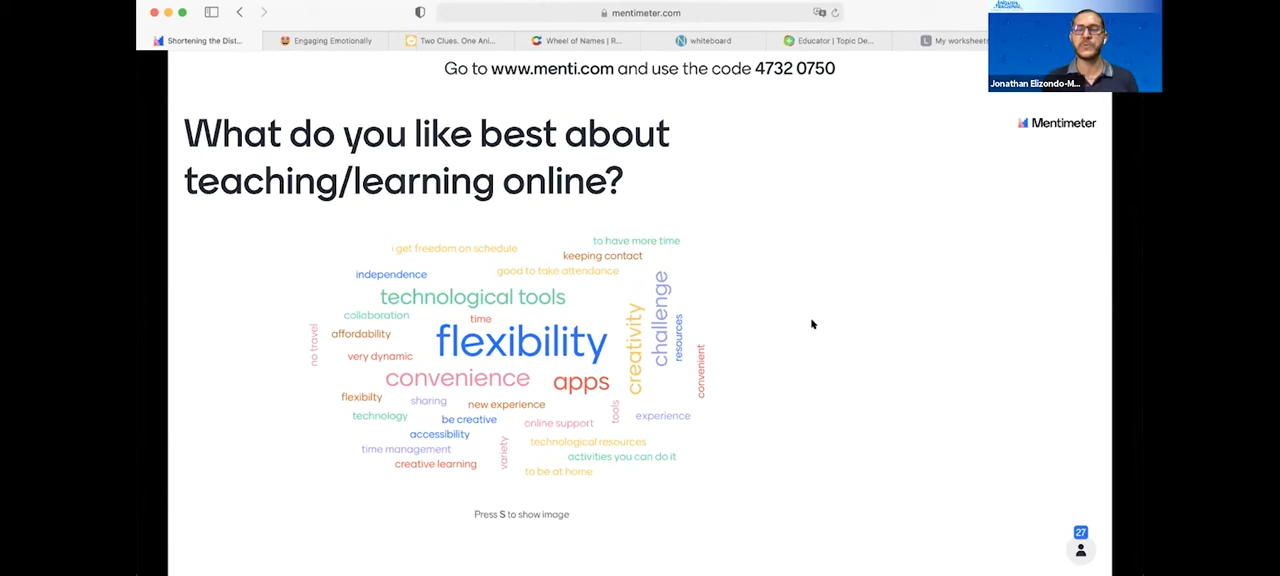 mentimeter.com
Shortening the Dist...
Engaging Emotionally
Two Clues. One Ani...
Wheel of Names | R...
whiteboard
Educator | Topic De...
My worksheets
Jonathan Elizondo-M...
Go to www.menti.com and use the code 4732 0750
Mentimeter
What do you like best about
teaching/learning online?
to have more time
i get freedom on schedule
keeping contact
good to take attendance
independence
technological tools
challenge
creativity
collaboration
time
resources
affordability
no travel
flexibility
very dynamic
convenient
convenience
apps
flexibilty
sharing
new experience
tools
technology
be creative
online support
experience
accessibility
technological resources
time management
variety
activities you can do it
creative learning
to be at home
Press S to show image
27